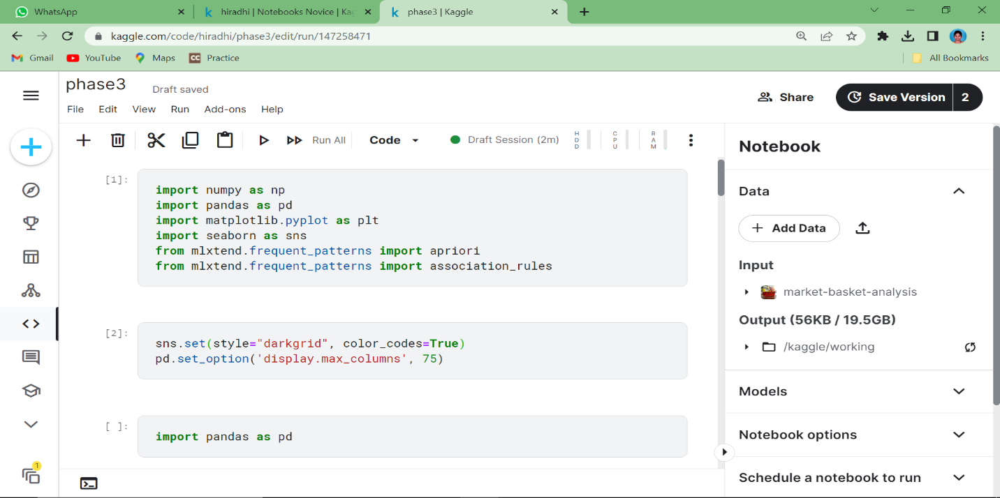 WhatsApp
hiradhi | Notebooks Novice | Kag
phase3 | Kaggle
kaggle.com/code/hiradhi/phase3/edit/run/147258471
Gmail
YouTube
Maps
CC
Practice
All Bookmarks
phase3
Draft saved
File Edit View Run Add-ons Help
Share
Save Version
2
Run All
Code
Draft Session (2m)
HDD
CPU
RAM
[1]:
import numpy as np
import pandas as pd
import matplotlib.pyplot as plt
import seaborn as sns
from mlxtend.frequent_patterns import apriori
from mlxtend.frequent_patterns import association_rules
[2]:
sns.set(style="darkgrid", color_codes=True)
pd.set_option('display.max_columns', 75)
[ ]:
import pandas as pd
1
Notebook
Data
+ Add Data
Input
market-basket-analysis
Output (56KB / 19.5GB)
/kaggle/working
Models
Notebook options
Schedule a notebook to run